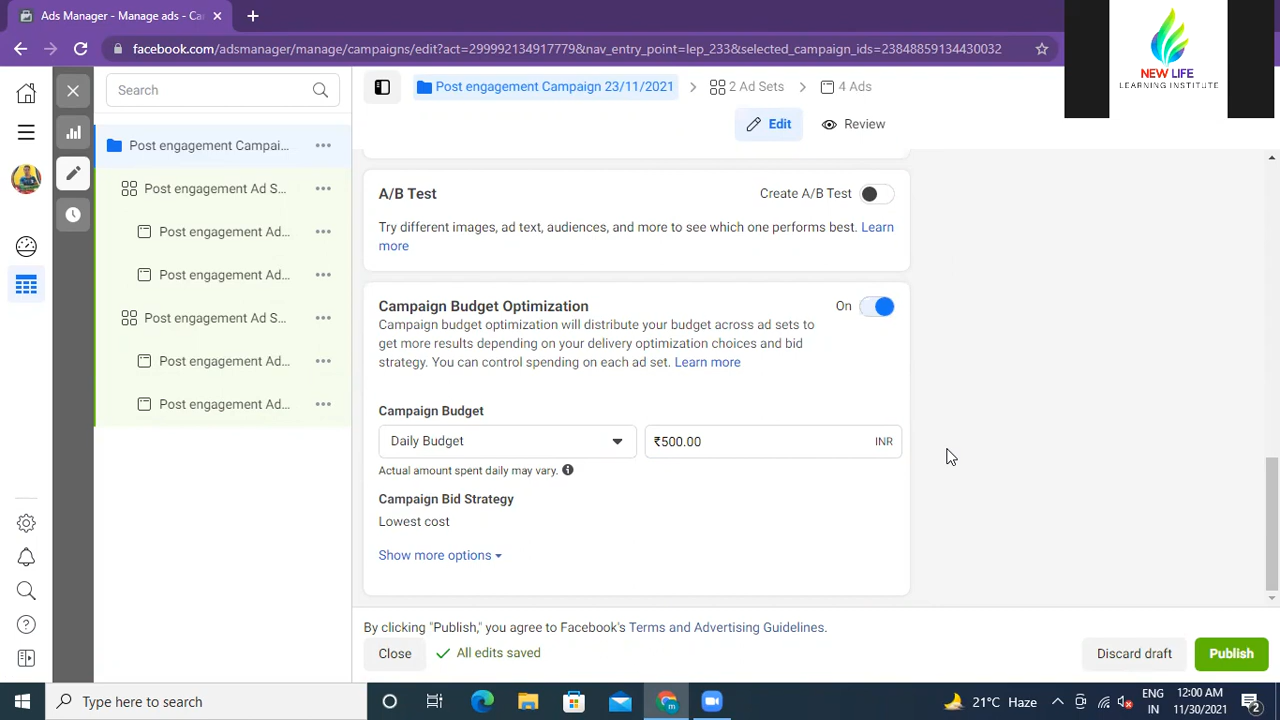 Ads Manager - Manage ads - Ca
facebook.com/adsmanager/manage/campaigns/edit?act=299992134917779&nav_entry_point=lep_233&selected_campaign_ids=23848859134430032
NEW LIFE
LEARNING INSTITUTE
Search
Post engagement Campaign 23/11/2021
2 Ad Sets
4 Ads
Edit
Review
Post engagement Campai...
Post engagement Ad S...
Post engagement Ad...
Post engagement Ad...
Post engagement Ad S...
Post engagement Ad...
Post engagement Ad...
A/B Test
Create A/B Test
Try different images, ad text, audiences, and more to see which one performs best. Learn
more
Campaign Budget Optimization
On
Campaign budget optimization will distribute your budget across ad sets to
get more results depending on your delivery optimization choices and bid
strategy. You can control spending on each ad set. Learn more
Campaign Budget
Daily Budget
₹500.00
INR
Actual amount spent daily may vary.
Campaign Bid Strategy
Lowest cost
Show more options
By clicking "Publish," you agree to Facebook's Terms and Advertising Guidelines.
Close
All edits saved
Discard draft
Publish
Type here to search
21°C Haze
ENG
IN
12:00 AM
11/30/2021
2